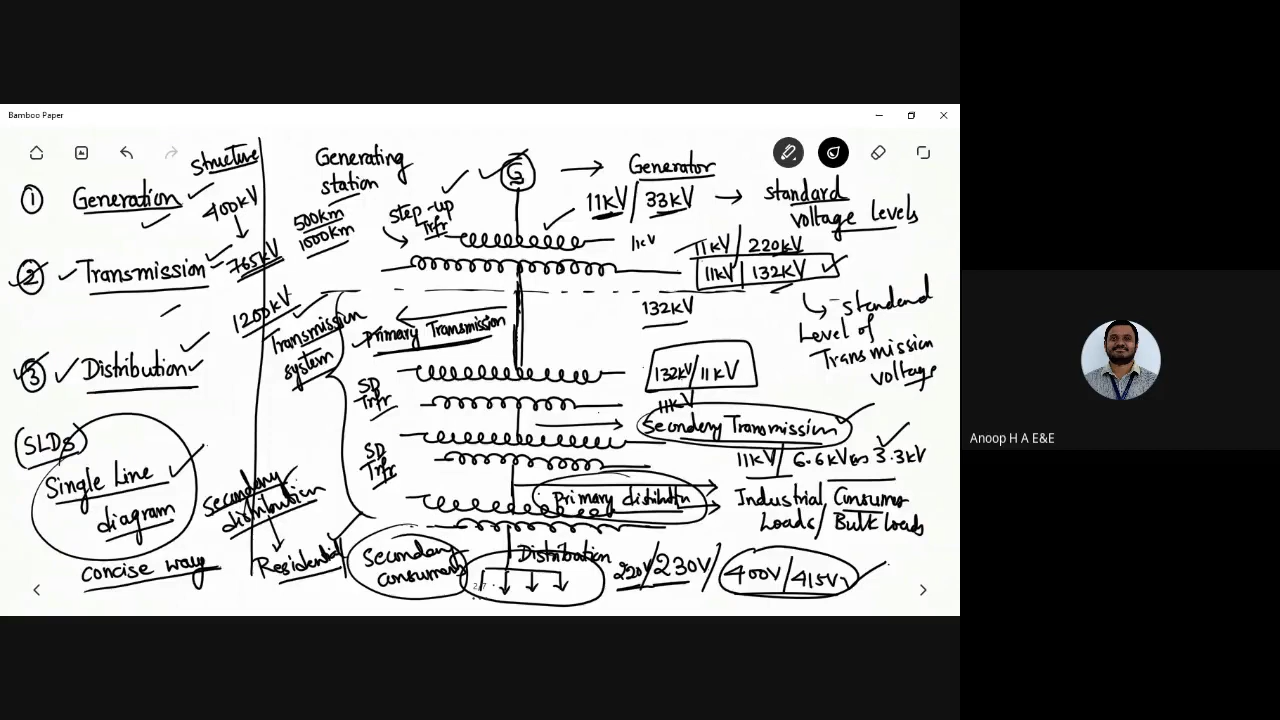 Bamboo Paper
structure
① Generation
400kV
② Transmission
765kV
1200kV
③ Distribution
(SLDs)
Single Line
diagram
concise way
Generating
station
500km
1000km
Step-up
Trfr
G → Generator
11kV / 33kV → standard
voltage levels
11kV
11kV / 220kV
11kV / 132kV
standard
Level of
Transmission
voltage
132kV
Transmission
system
Primary Transmission
132kV / 11kV
SD
Trfr
11kV
Secondary Transmission
SD
Trfr
11kV / 6.6kV or 3.3kV
Primary distributn
Industrial / Consumer
Loads / Bulk loads
Secondary
distribution
Residential
Secondary
consumers
Distribution
220V / 230V / 400V / 415V
Anoop H A E&E